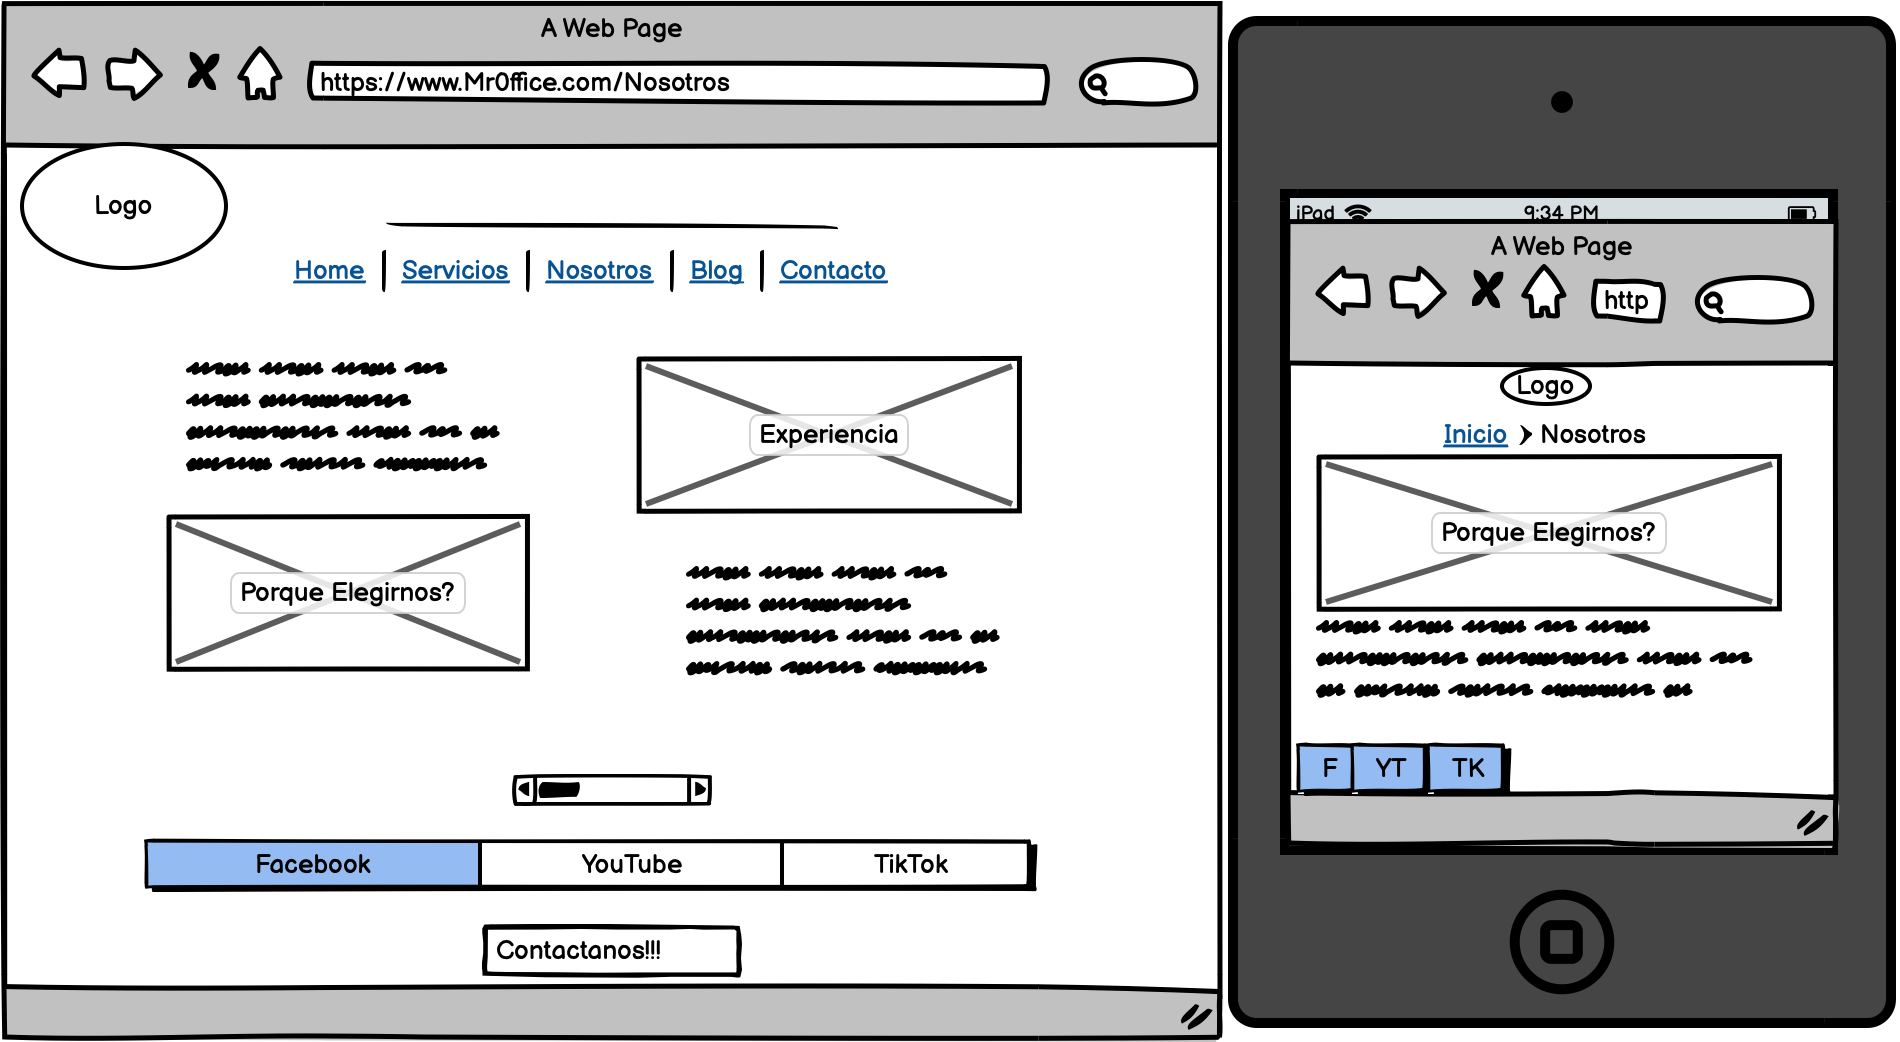 A Web Page
https://www.MrOffice.com/Nosotros
Logo
Home Servicios Nosotros Blog Contacto
Experiencia
Porque Elegirnos?
Facebook YouTube TikTok
Contactanos!!!
iPad 9:34 PM
A Web Page
http
Logo
Inicio Nosotros
Porque Elegirnos?
F YT TK